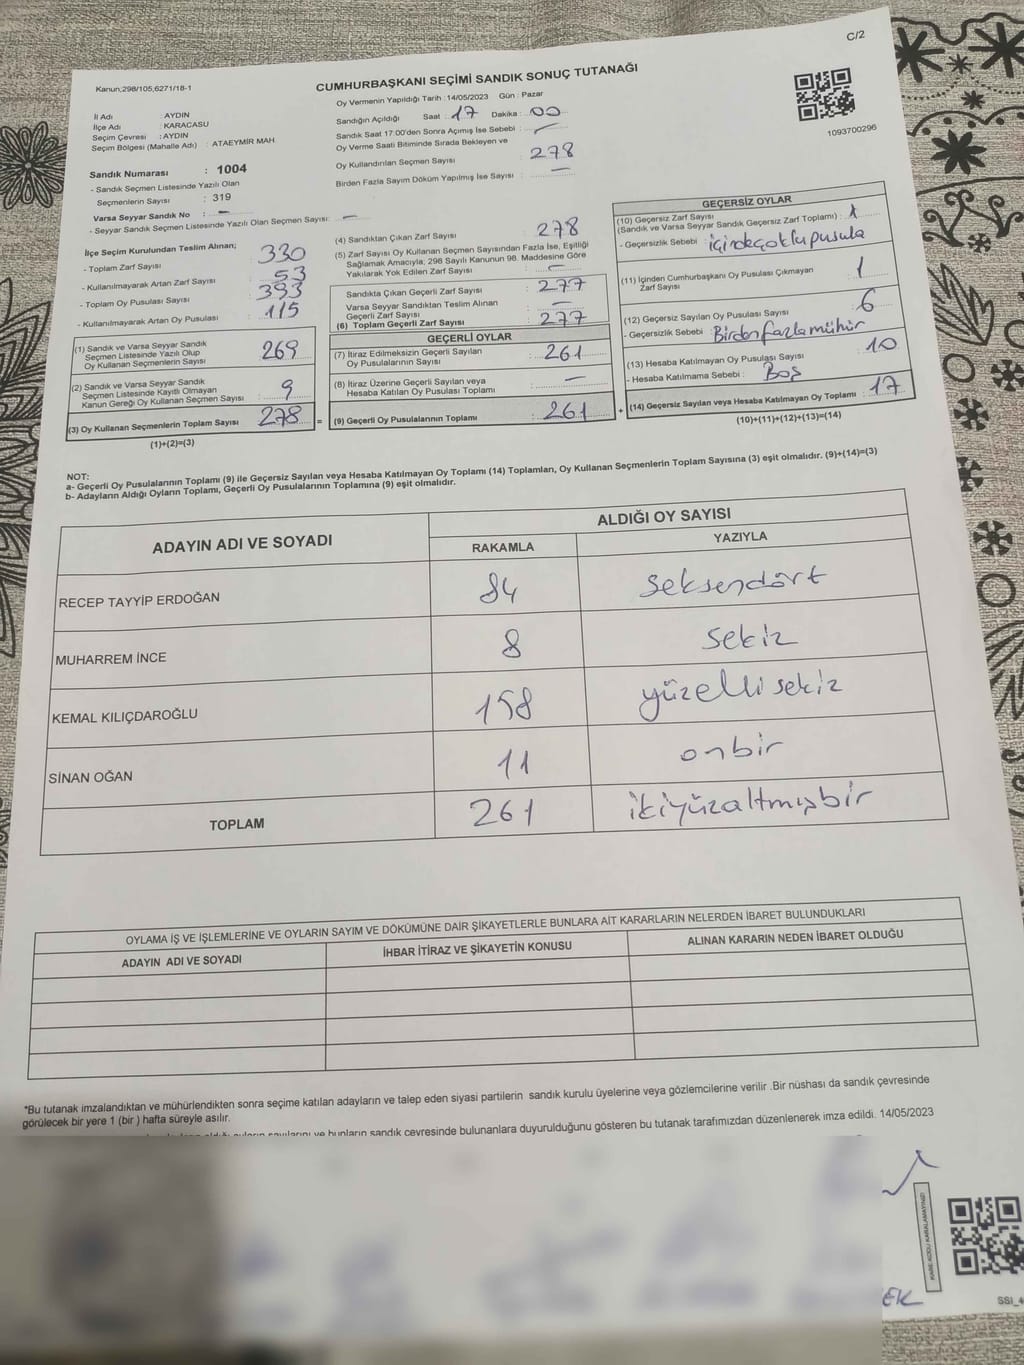 C/2
Kanun,298/105,6271/18-1
CUMHURBAŞKANI SEÇİMİ SANDIK SONUÇ TUTANAĞI
Oy Vermenin Yapıldığı Tarih :14/05/2023 Gün : Pazar
İl Adı : AYDIN
İlçe Adı : KARACASU
Seçim Çevresi : AYDIN
Seçim Bölgesi (Mahalle Adı) : ATAEYMİR MAH
Sandık Numarası : 1004
- Sandık Seçmen Listesinde Yazılı Olan
Seçmenlerin Sayısı : 319
Varsa Seyyar Sandık No : -
- Seyyar Sandık Seçmen Listesinde Yazılı Olan Seçmen Sayısı: -
Sandığın Açıldığı Saat : 17 Dakika : 00
Sandık Saat 17:00'den Sonra Açmış İse Sebebi : -
Oy Verme Saati Bitiminde Sırada Bekleyen ve
Oy Kullandırılan Seçmen Sayısı : 278
Birden Fazla Sayım Döküm Yapılmış İse Sayısı : -
1093700296
İlçe Seçim Kurulundan Teslim Alınan;
- Toplam Zarf Sayısı 330
- Kullanılmayarak Artan Zarf Sayısı : 53
- Toplam Oy Pusulası Sayısı 393
- Kullanılmayarak Artan Oy Pusulası : 115
(1) Sandık ve Varsa Seyyar Sandık
Seçmen Listesinde Yazılı Olup
Oy Kullanan Seçmenlerin Sayısı 269
(2) Sandık ve Varsa Seyyar Sandık
Seçmen Listesinde Kayıtlı Olmayan
Kanun Gereği Oy Kullanan Seçmen Sayısı : 9
(3) Oy Kullanan Seçmenlerin Toplam Sayısı 278
(1)+(2)=(3)
(4) Sandıktan Çıkan Zarf Sayısı : 278
(5) Zarf Sayısı Oy Kullanan Seçmen Sayısından Fazla İse, Eşitliği
Sağlamak Amacıyla; 298 Sayılı Kanunun 98. Maddesine Göre
Yakılarak Yok Edilen Zarf Sayısı : -
Sandıkta Çıkan Geçerli Zarf Sayısı : 277
Varsa Seyyar Sandıktan Teslim Alınan
Geçerli Zarf Sayısı : -
(6) Toplam Geçerli Zarf Sayısı : 277
GEÇERLİ OYLAR
(7) İtiraz Edilmeksizin Geçerli Sayılan
Oy Pusulalarının Sayısı : 261
(8) İtiraz Üzerine Geçerli Sayılan veya
Hesaba Katılan Oy Pusulası Toplamı : -
= (9) Geçerli Oy Pusulalarının Toplamı : 261
GEÇERSİZ OYLAR
(10) Geçersiz Zarf Sayısı
(Sandık ve Varsa Seyyar Sandık Geçersiz Zarf Toplamı) : 1
- Geçersizlik Sebebi : içinde çoklu pusula
(11) İçinden Cumhurbaşkanı Oy Pusulası Çıkmayan
Zarf Sayısı : 1
(12) Geçersiz Sayılan Oy Pusulası Sayısı : 6
- Geçersizlik Sebebi : Birden fazla mühür
(13) Hesaba Katılmayan Oy Pusulası Sayısı : 10
- Hesaba Katılmama Sebebi : Boş
+ (14) Geçersiz Sayılan veya Hesaba Katılmayan Oy Toplamı : 17
(10)+(11)+(12)+(13)=(14)
NOT:
a- Geçerli Oy Pusulalarının Toplamı (9) ile Geçersiz Sayılan veya Hesaba Katılmayan Oy Toplamı (14) Toplamları, Oy Kullanan Seçmenlerin Toplam Sayısına (3) eşit olmalıdır. (9)+(14)=(3)
b- Adayların Aldığı Oyların Toplamı, Geçerli Oy Pusulalarının Toplamına (9) eşit olmalıdır.
ADAYIN ADI VE SOYADI ALDIĞI OY SAYISI
RAKAMLA YAZIYLA
RECEP TAYYİP ERDOĞAN 84 seksendört
MUHARREM İNCE 8 sekiz
KEMAL KILIÇDAROĞLU 158 yüzellisekiz
SİNAN OĞAN 11 onbir
TOPLAM 261 ikiyüzaltmışbir
OYLAMA İŞ VE İŞLEMLERİNE VE OYLARIN SAYIM VE DÖKÜMÜNE DAİR ŞİKAYETLERLE BUNLARA AİT KARARLARIN NELERDEN İBARET BULUNDUKLARI
ADAYIN ADI VE SOYADI İHBAR İTİRAZ VE ŞİKAYETİN KONUSU ALINAN KARARIN NEDEN İBARET OLDUĞU
*Bu tutanak imzalandıktan ve mühürlendikten sonra seçime katılan adayların ve talep eden siyasi partilerin sandık kurulu üyelerine veya gözlemcilerine verilir .Bir nüshası da sandık çevresinde
görülecek bir yere 1 (bir ) hafta süreyle asılır.
ve bunların sandık çevresinde bulunanlara duyurulduğunu gösteren bu tutanak tarafımızdan düzenlenerek imza edildi. 14/05/2023
KARE KODU KARALAMAYINIZ!
EK
SSI_4